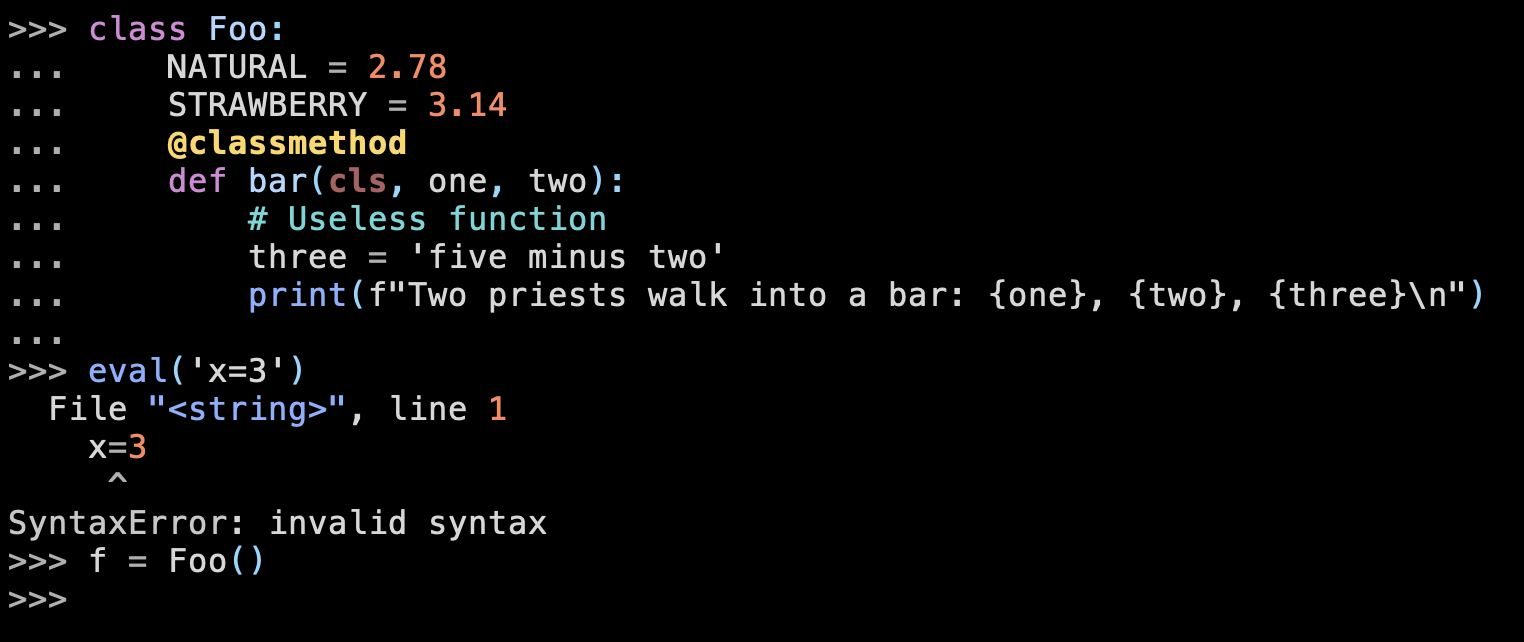 >>> class Foo:
...     NATURAL = 2.78
...     STRAWBERRY = 3.14
...     @classmethod
...     def bar(cls, one, two):
...         # Useless function
...         three = 'five minus two'
...         print(f"Two priests walk into a bar: {one}, {two}, {three}\n")
...
>>> eval('x=3')
  File "<string>", line 1
    x=3
     ^
SyntaxError: invalid syntax
>>> f = Foo()
>>>